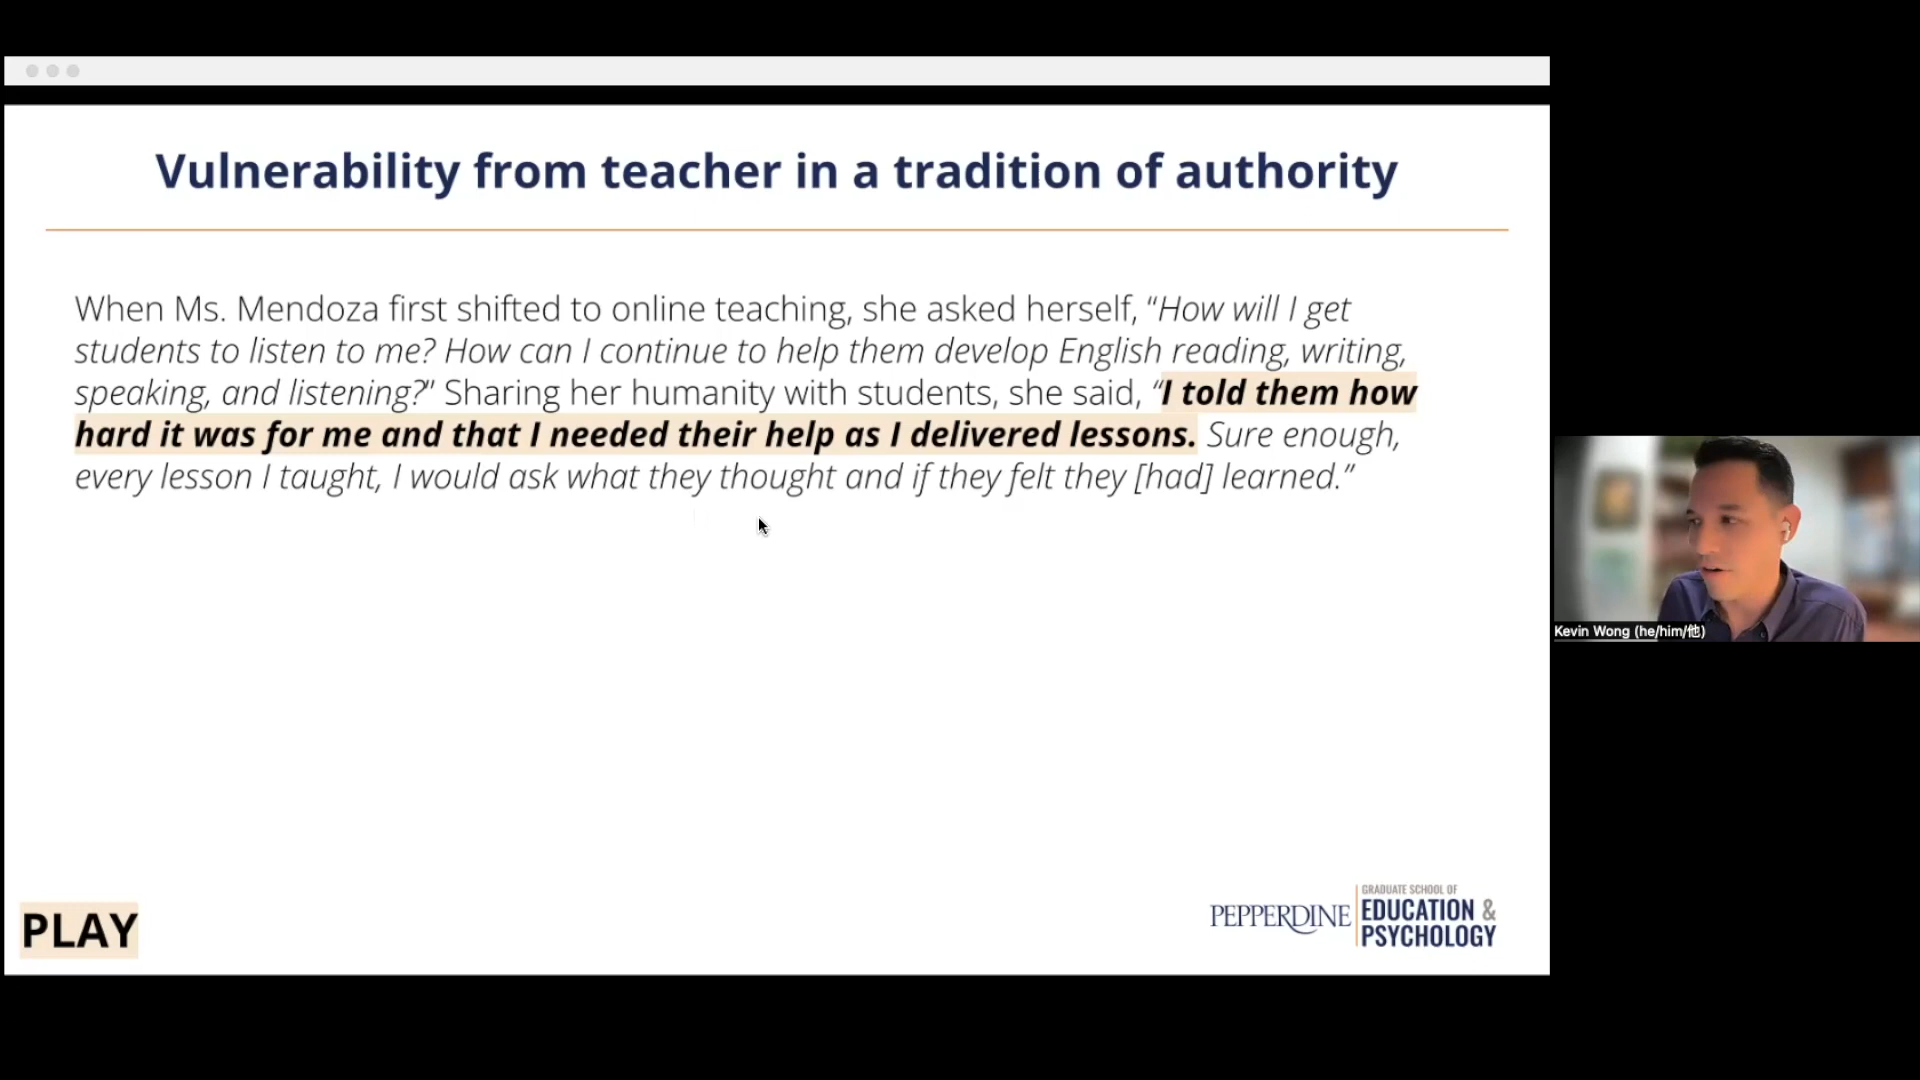 Vulnerability from teacher in a tradition of authority
When Ms. Mendoza first shifted to online teaching, she asked herself, “How will I get
students to listen to me? How can I continue to help them develop English reading, writing,
speaking, and listening?” Sharing her humanity with students, she said, “I told them how
hard it was for me and that I needed their help as I delivered lessons. Sure enough,
every lesson I taught, I would ask what they thought and if they felt they [had] learned.”
Kevin Wong (he/him/他)
PLAY
PEPPERDINE
GRADUATE SCHOOL OF
EDUCATION &
PSYCHOLOGY